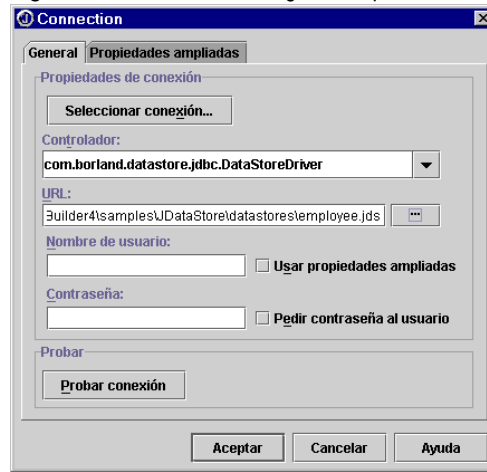 Connection
General Propiedades ampliadas
Propiedades de conexión
Seleccionar conexión...
Controlador:
com.borland.datastore.jdbc.DataStoreDriver
URL:
Builder4\samples\JDataStore\datastores\employee.jds ...
Nombre de usuario:
Usar propiedades ampliadas
Contraseña:
Pedir contraseña al usuario
Probar
Probar conexión
Aceptar Cancelar Ayuda